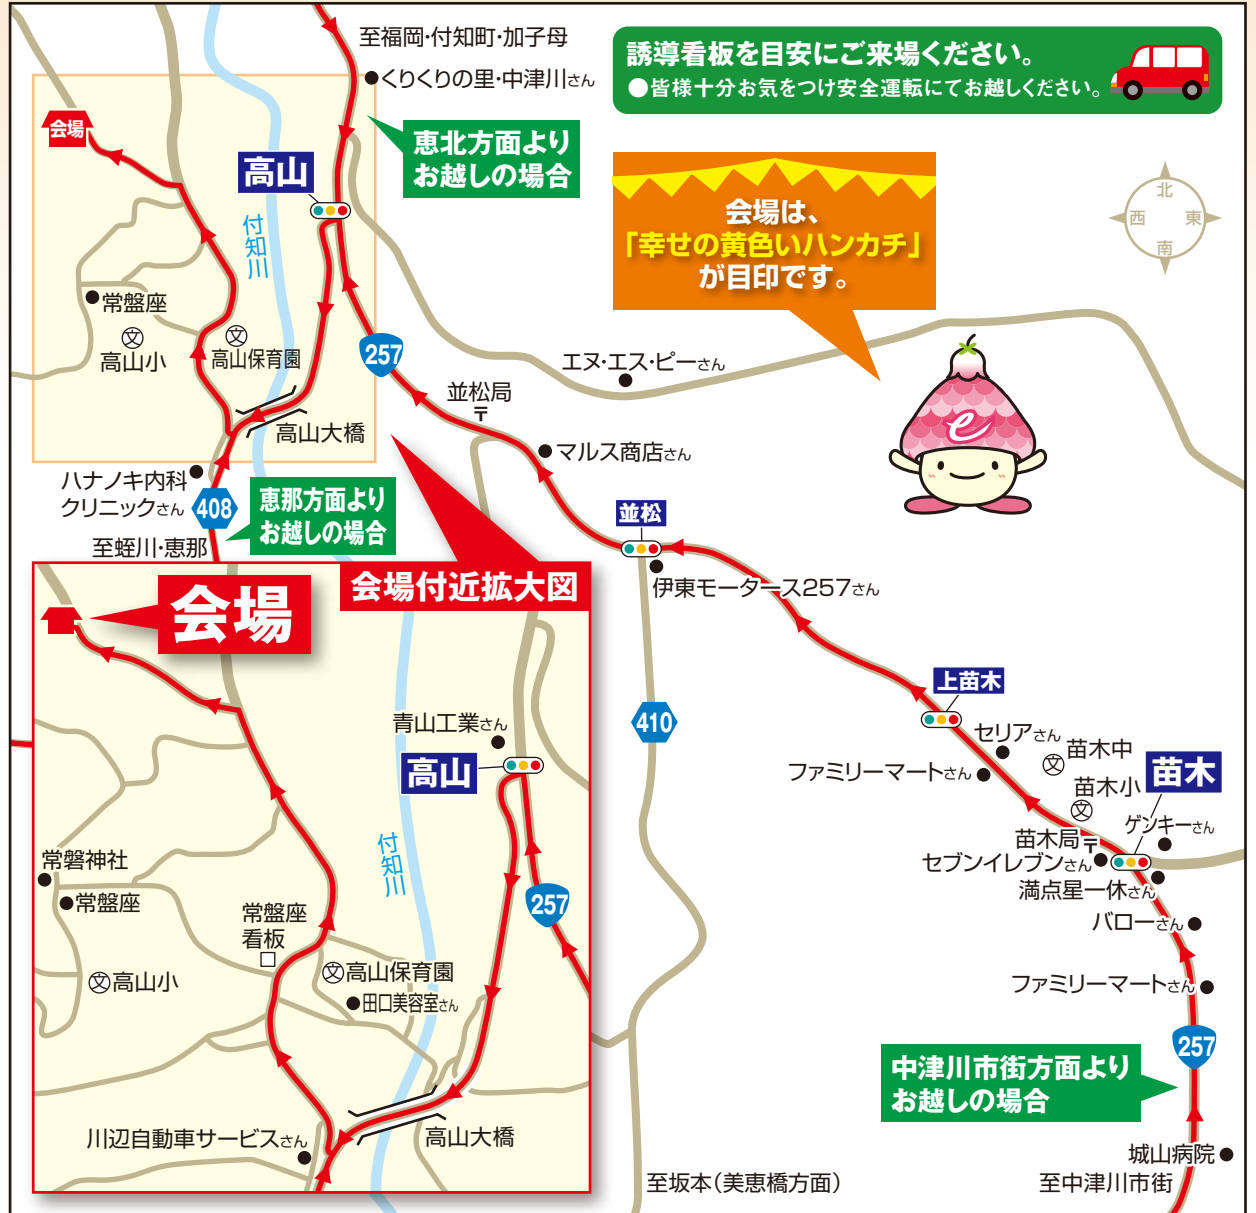 至福岡・付知町・加子母
くりくりの里・中津川さん
誘導看板を目安にご来場ください。
●皆様十分お気をつけ安全運転にてお越しください。
会場
恵北方面より
お越しの場合
高山
付知川
会場は、
「幸せの黄色いハンカチ」
が目印です。
北
西
東
南
常盤座
文
高山小
文
高山保育園
257
エヌ・エス・ピーさん
並松局
〒
高山大橋
マルス商店さん
e
ハナノキ内科
クリニックさん
408
恵那方面より
お越しの場合
至蛭川・恵那
並松
伊東モータース257さん
会場付近拡大図
会場
青山工業さん
高山
付知川
常磐神社
常盤座
常盤座
看板
文高山小
文高山保育園
田口美容室さん
257
川辺自動車サービスさん
高山大橋
410
上苗木
セリアさん
苗木中
文
ファミリーマートさん
苗木小
文
苗木
ゲンキーさん
苗木局〒
セブンイレブンさん
満点星一休さん
バローさん
ファミリーマートさん
257
中津川市街方面より
お越しの場合
城山病院
至坂本(美恵橋方面)
至中津川市街